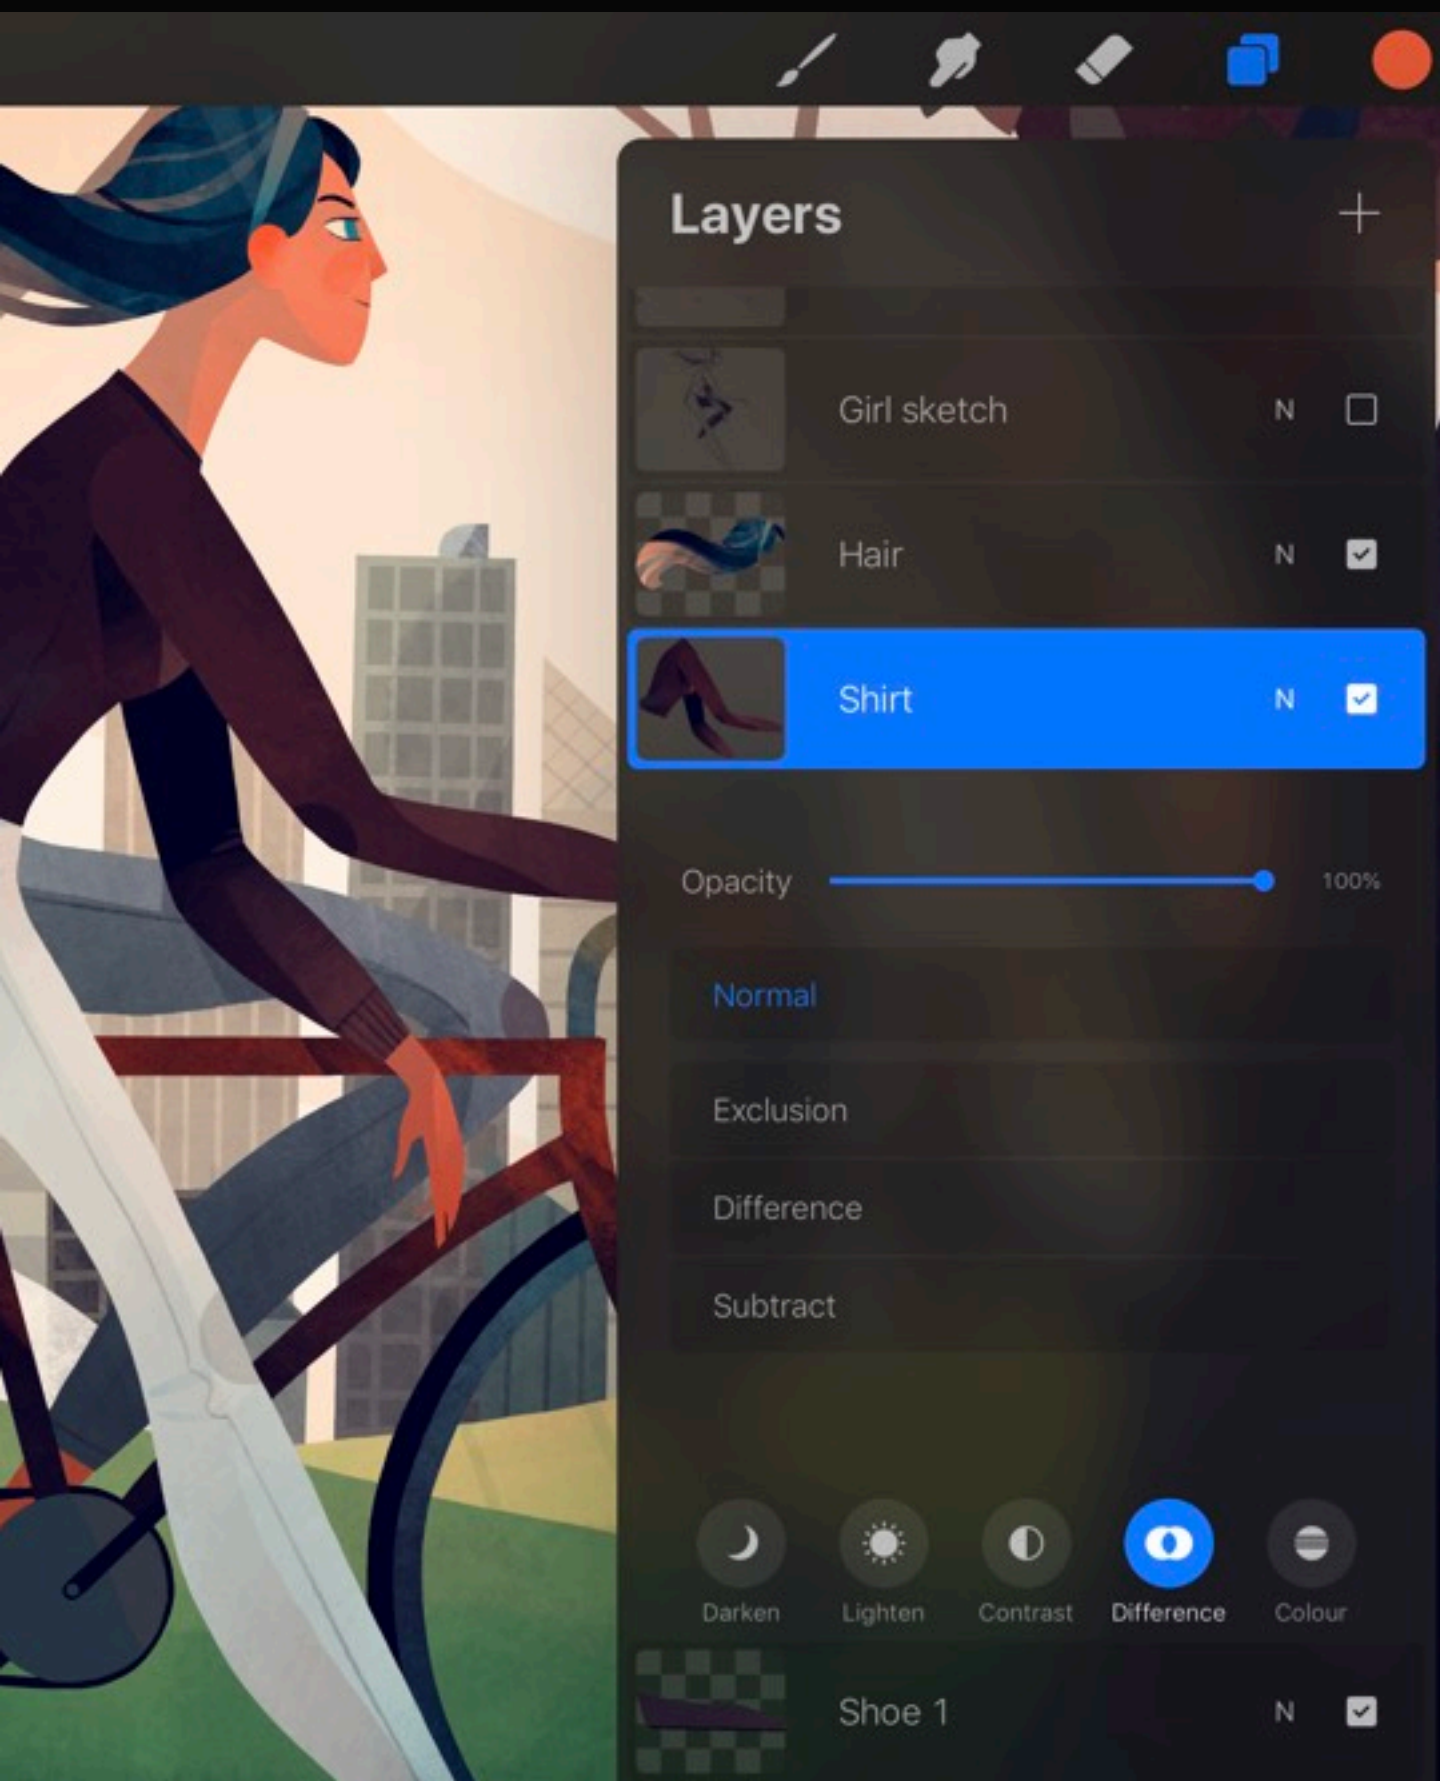 Layers
Girl sketch N
Hair N
Shirt N
Opacity 100%
Normal
Exclusion
Difference
Subtract
Darken Lighten Contrast Difference Colour
Shoe 1 N